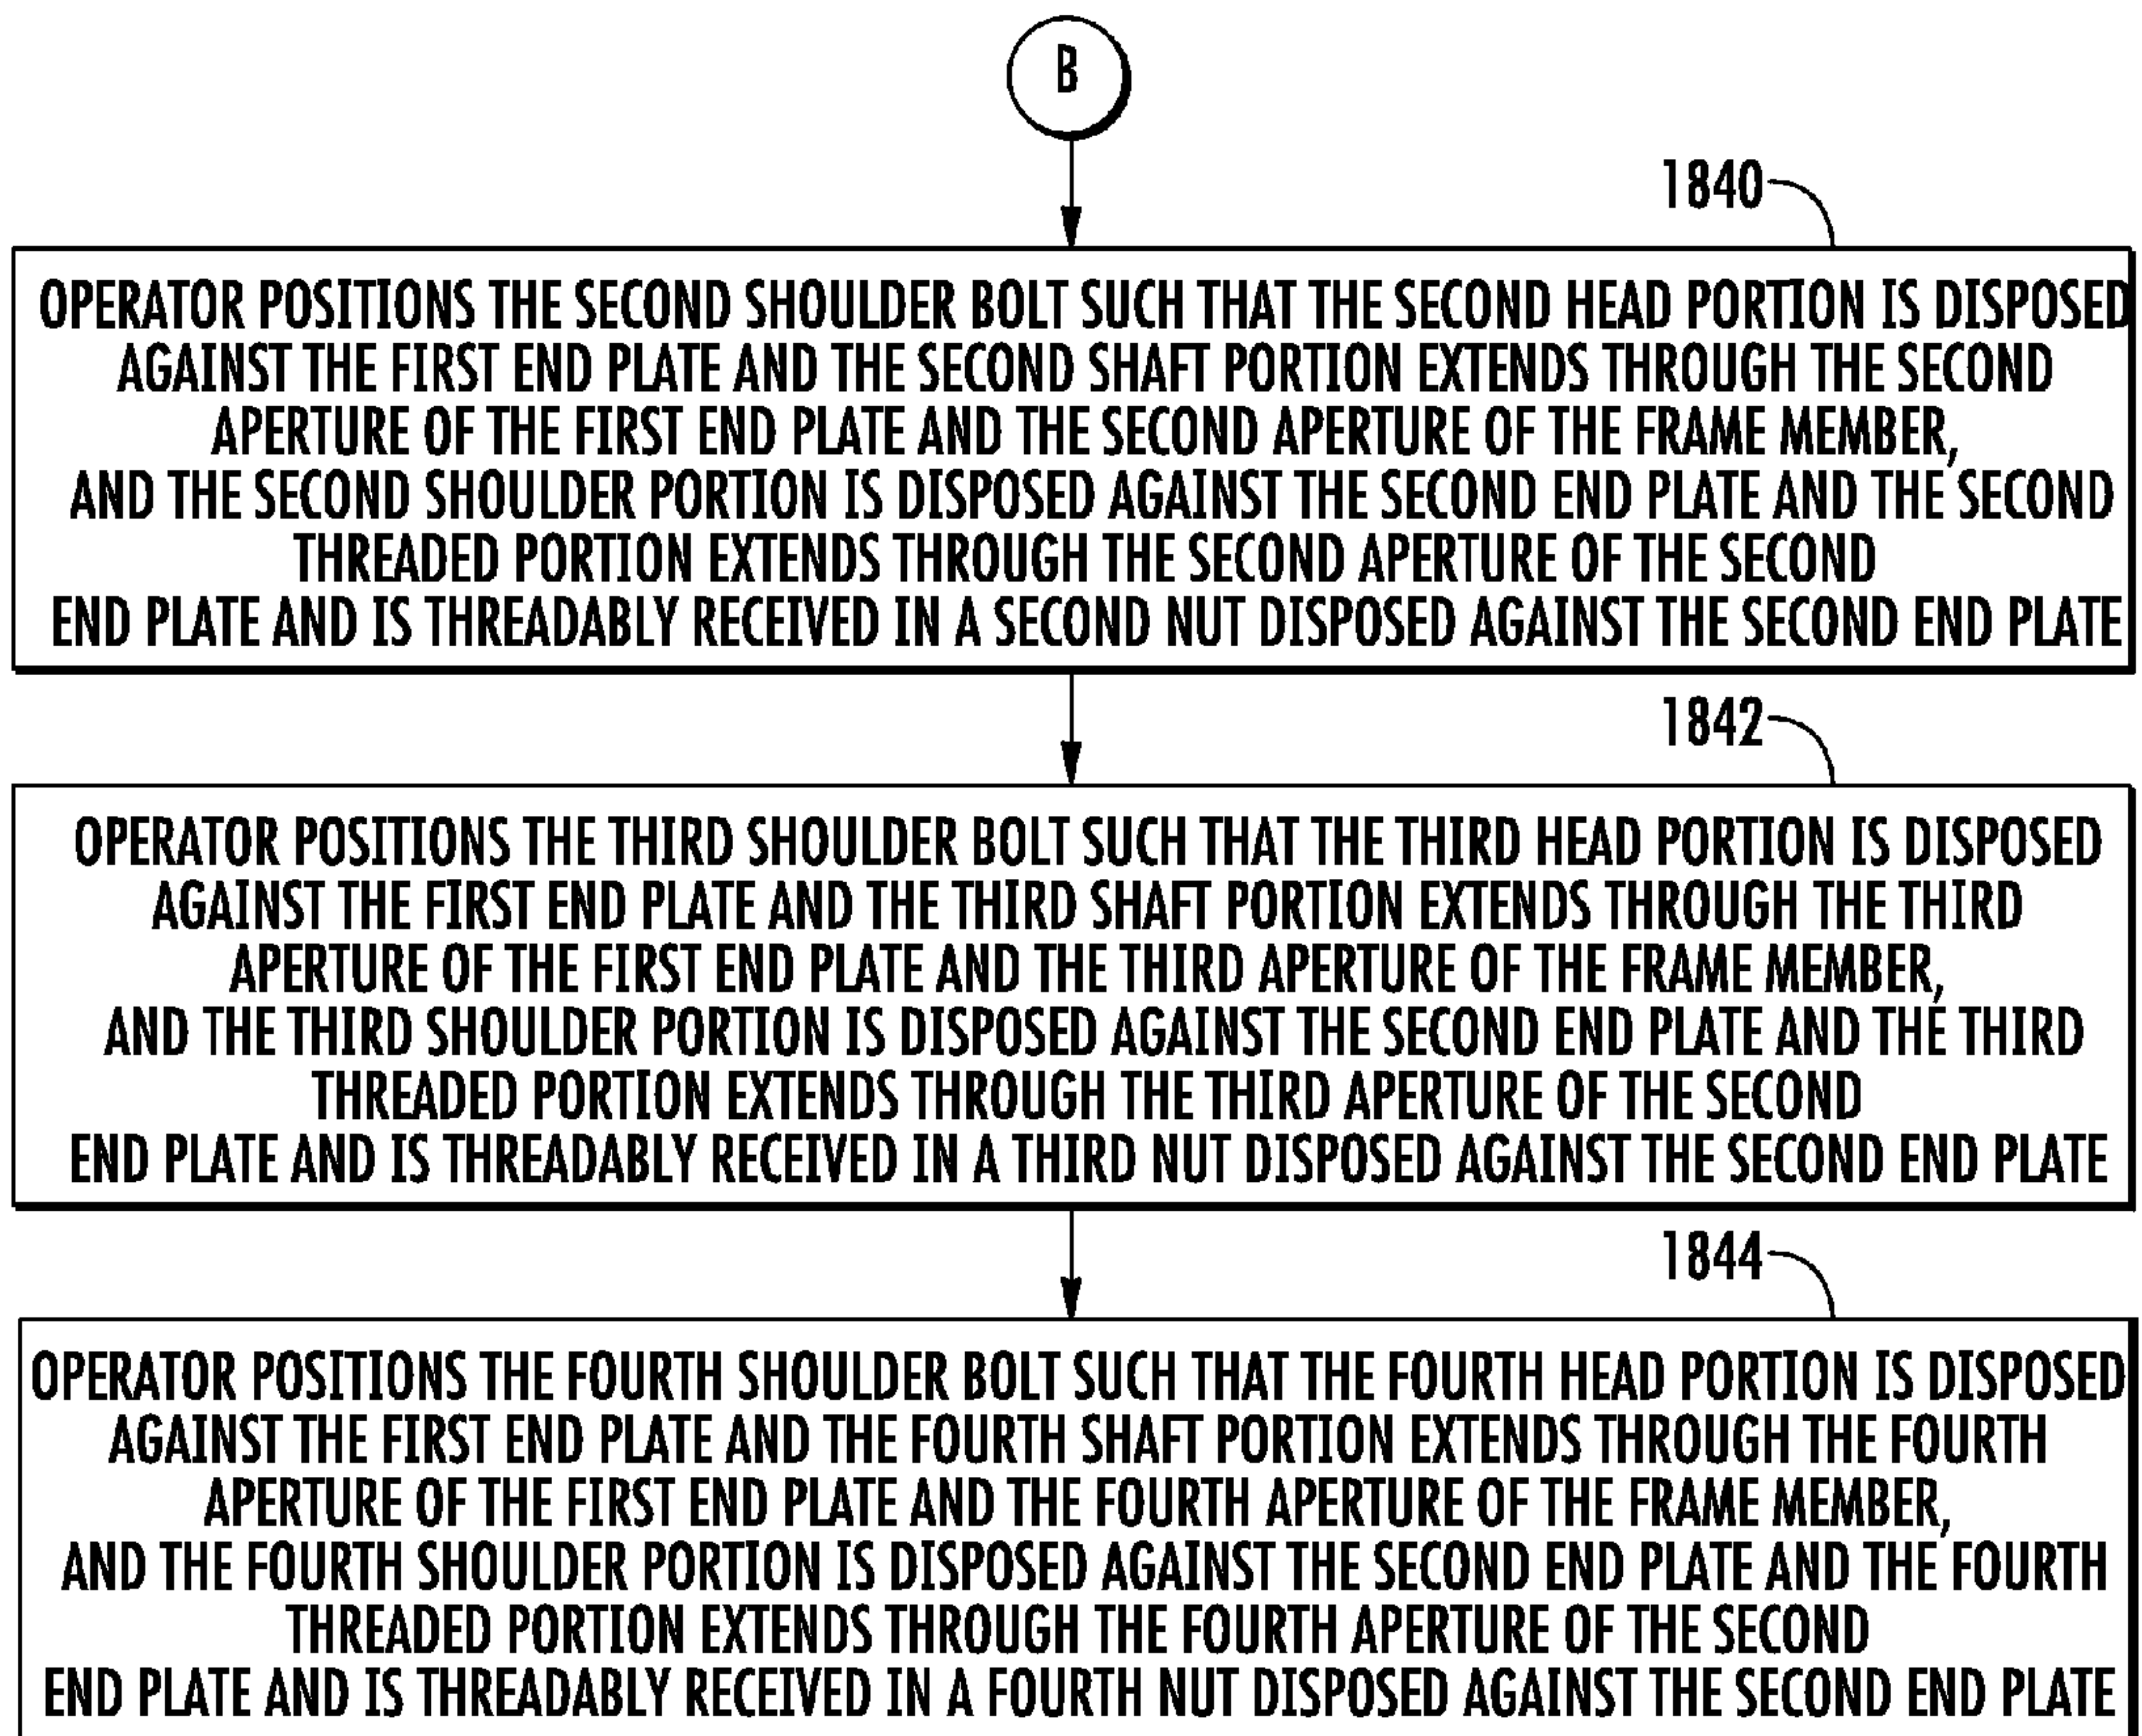 B
1840
OPERATOR POSITIONS THE SECOND SHOULDER BOLT SUCH THAT THE SECOND HEAD PORTION IS DISPOSED
AGAINST THE FIRST END PLATE AND THE SECOND SHAFT PORTION EXTENDS THROUGH THE SECOND
APERTURE OF THE FIRST END PLATE AND THE SECOND APERTURE OF THE FRAME MEMBER,
AND THE SECOND SHOULDER PORTION IS DISPOSED AGAINST THE SECOND END PLATE AND THE SECOND
THREADED PORTION EXTENDS THROUGH THE SECOND APERTURE OF THE SECOND
END PLATE AND IS THREADABLY RECEIVED IN A SECOND NUT DISPOSED AGAINST THE SECOND END PLATE
1842
OPERATOR POSITIONS THE THIRD SHOULDER BOLT SUCH THAT THE THIRD HEAD PORTION IS DISPOSED
AGAINST THE FIRST END PLATE AND THE THIRD SHAFT PORTION EXTENDS THROUGH THE THIRD
APERTURE OF THE FIRST END PLATE AND THE THIRD APERTURE OF THE FRAME MEMBER,
AND THE THIRD SHOULDER PORTION IS DISPOSED AGAINST THE SECOND END PLATE AND THE THIRD
THREADED PORTION EXTENDS THROUGH THE THIRD APERTURE OF THE SECOND
END PLATE AND IS THREADABLY RECEIVED IN A THIRD NUT DISPOSED AGAINST THE SECOND END PLATE
1844
OPERATOR POSITIONS THE FOURTH SHOULDER BOLT SUCH THAT THE FOURTH HEAD PORTION IS DISPOSED
AGAINST THE FIRST END PLATE AND THE FOURTH SHAFT PORTION EXTENDS THROUGH THE FOURTH
APERTURE OF THE FIRST END PLATE AND THE FOURTH APERTURE OF THE FRAME MEMBER,
AND THE FOURTH SHOULDER PORTION IS DISPOSED AGAINST THE SECOND END PLATE AND THE FOURTH
THREADED PORTION EXTENDS THROUGH THE FOURTH APERTURE OF THE SECOND
END PLATE AND IS THREADABLY RECEIVED IN A FOURTH NUT DISPOSED AGAINST THE SECOND END PLATE